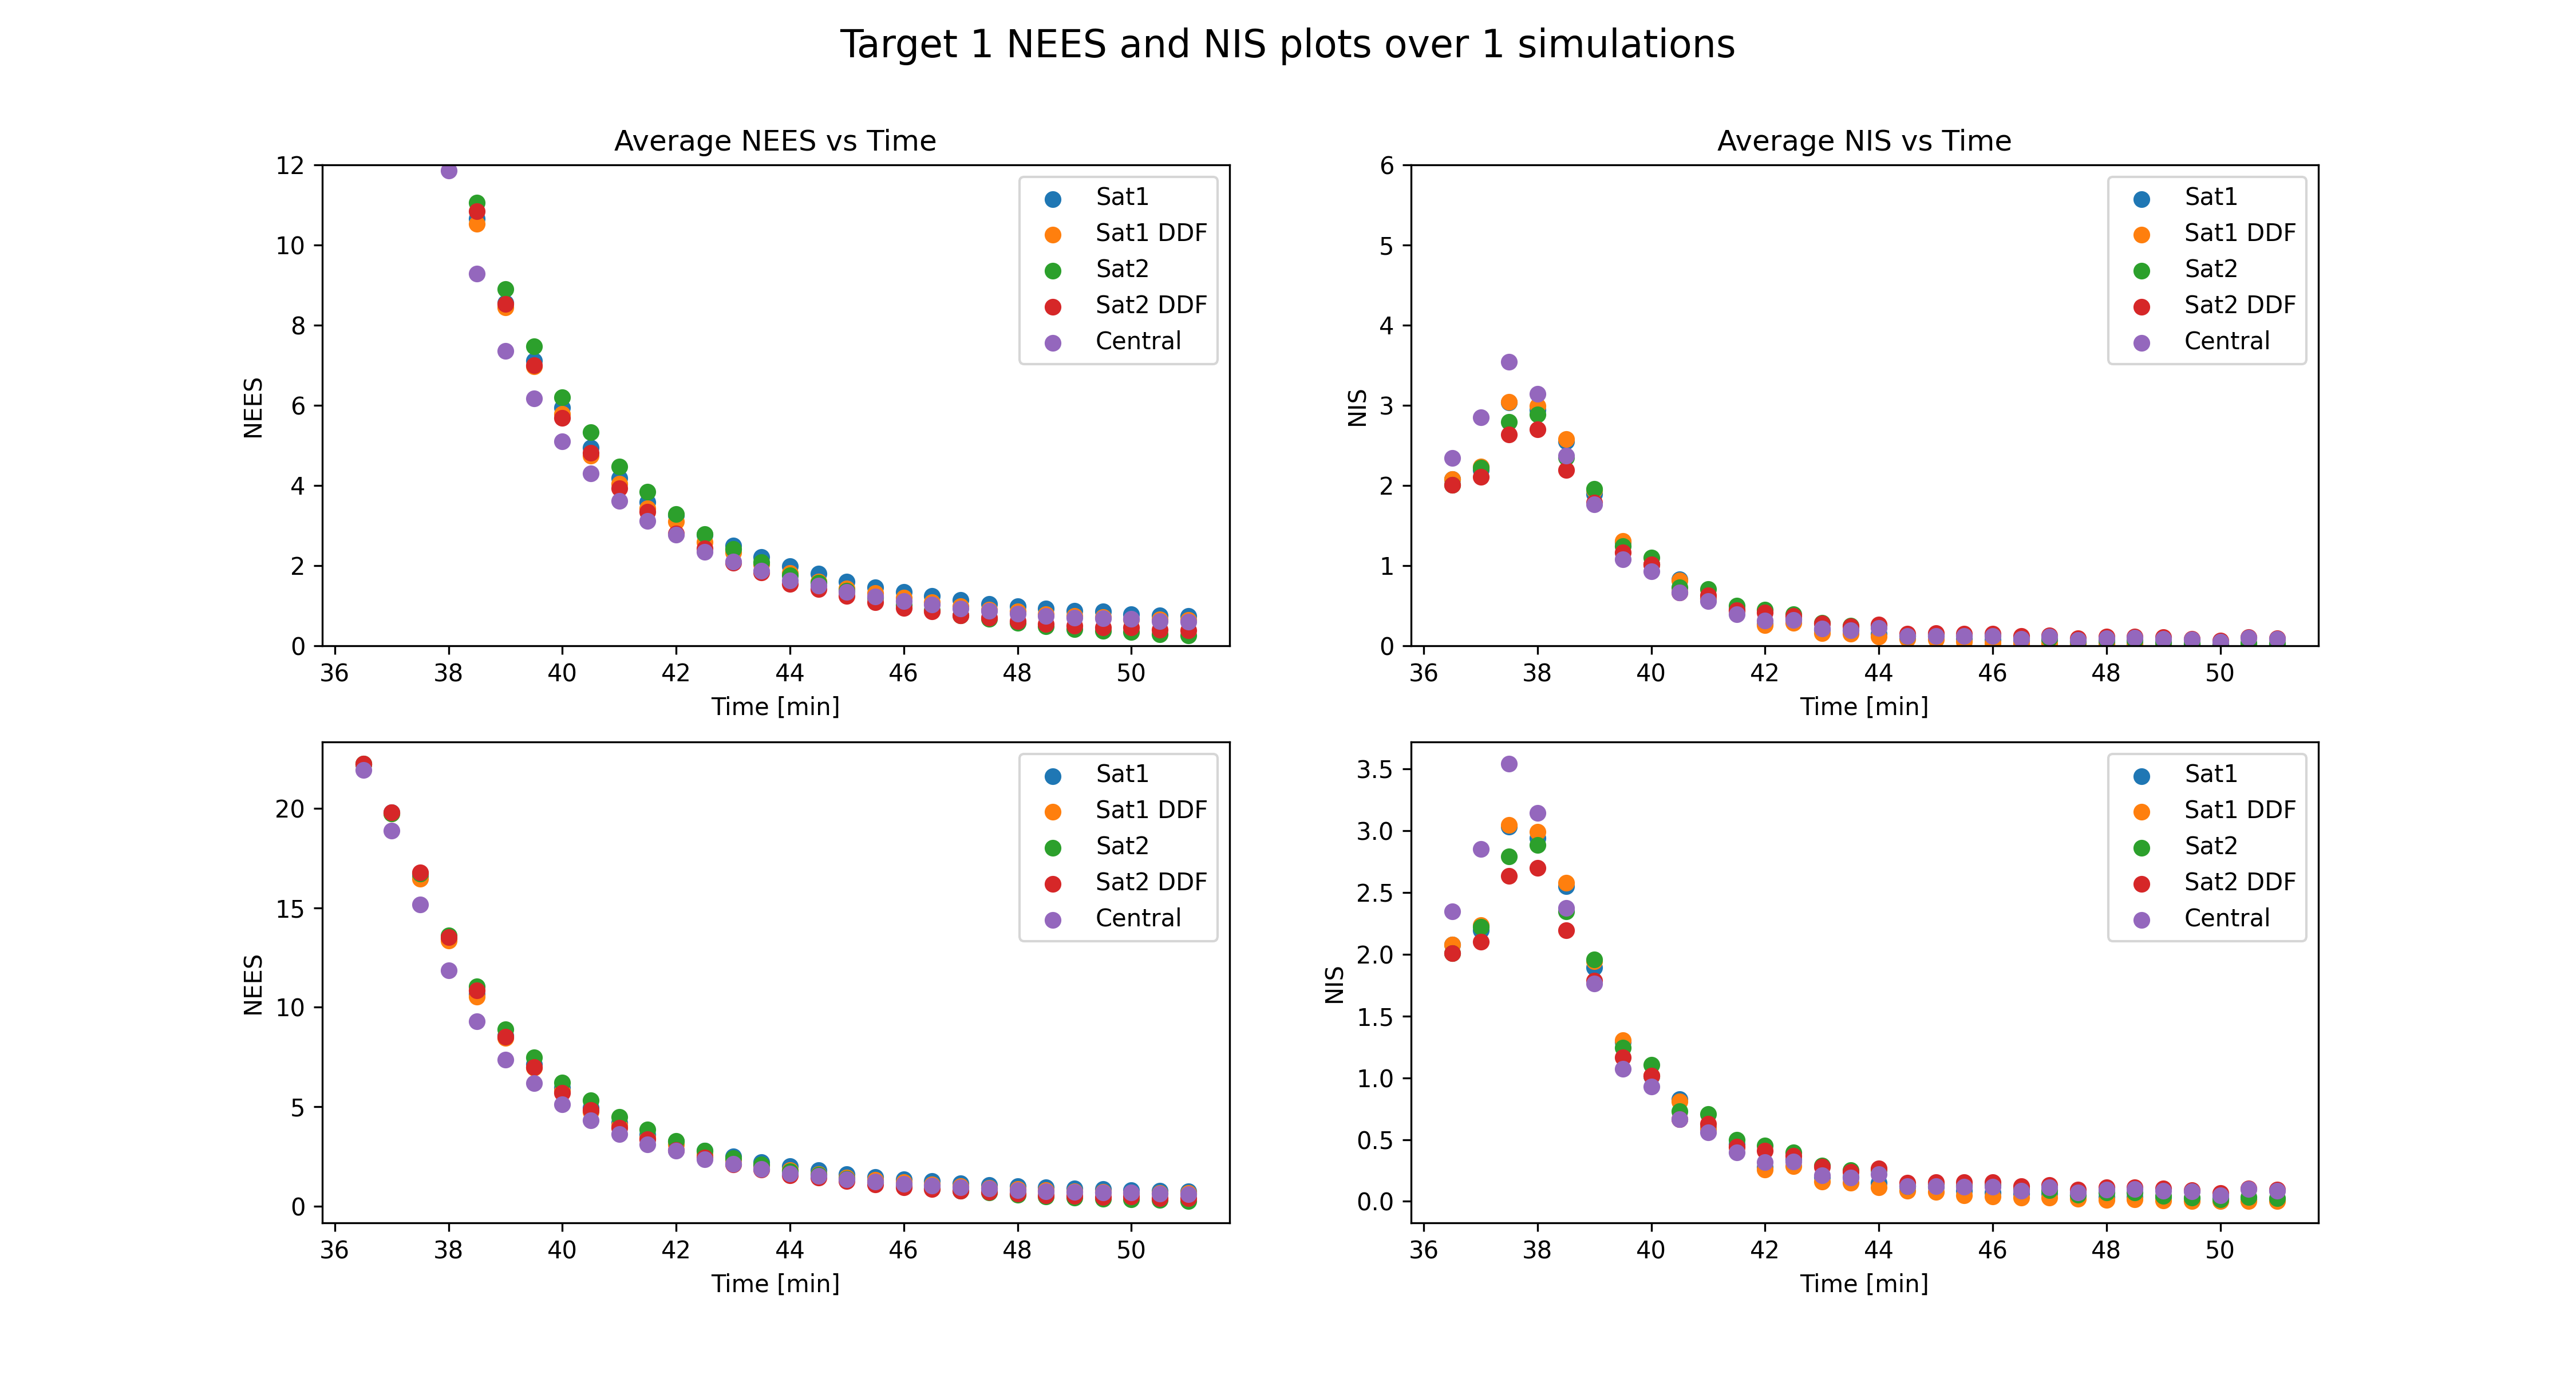 Target 1 NEES and NIS plots over 1 simulations
Average NEES vs Time
12
10
8
6
4
2
0
NEES
36 38 40 42 44 46 48 50
Time [min]
Sat1
Sat1 DDF
Sat2
Sat2 DDF
Central
Average NIS vs Time
6
5
4
3
2
1
0
NIS
36 38 40 42 44 46 48 50
Time [min]
Sat1
Sat1 DDF
Sat2
Sat2 DDF
Central
20
15
10
5
0
NEES
36 38 40 42 44 46 48 50
Time [min]
Sat1
Sat1 DDF
Sat2
Sat2 DDF
Central
3.5
3.0
2.5
2.0
1.5
1.0
0.5
0.0
NIS
36 38 40 42 44 46 48 50
Time [min]
Sat1
Sat1 DDF
Sat2
Sat2 DDF
Central